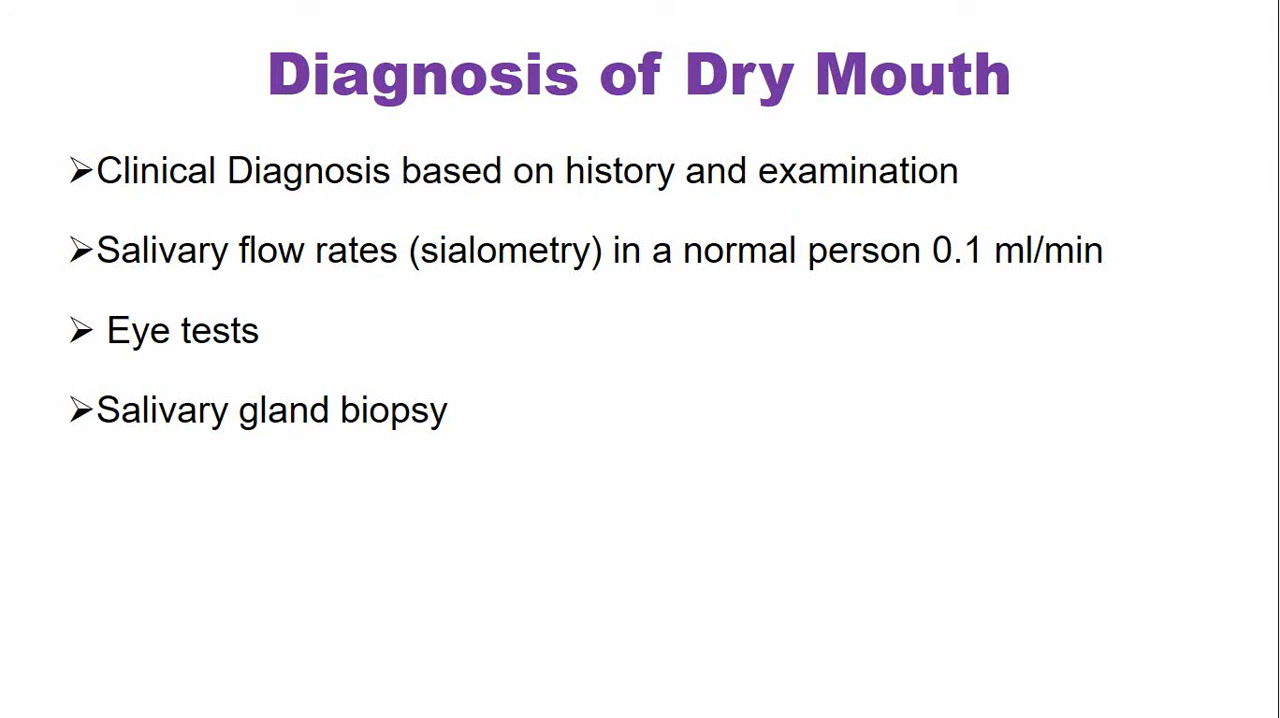 Diagnosis of Dry Mouth
➢Clinical Diagnosis based on history and examination
➢Salivary flow rates (sialometry) in a normal person 0.1 ml/min
➢ Eye tests
➢Salivary gland biopsy